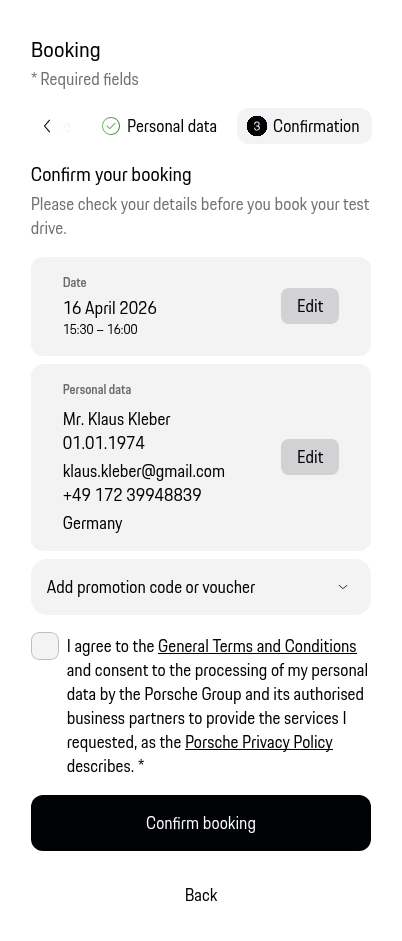 Booking
* Required fields
Personal data
3 Confirmation
Confirm your booking
Please check your details before you book your test
drive.
Date
16 April 2026
15:30 – 16:00
Edit
Personal data
Mr. Klaus Kleber
01.01.1974
klaus.kleber@gmail.com
+49 172 39948839
Germany
Edit
Add promotion code or voucher
I agree to the General Terms and Conditions
and consent to the processing of my personal
data by the Porsche Group and its authorised
business partners to provide the services I
requested, as the Porsche Privacy Policy
describes. *
Confirm booking
Back